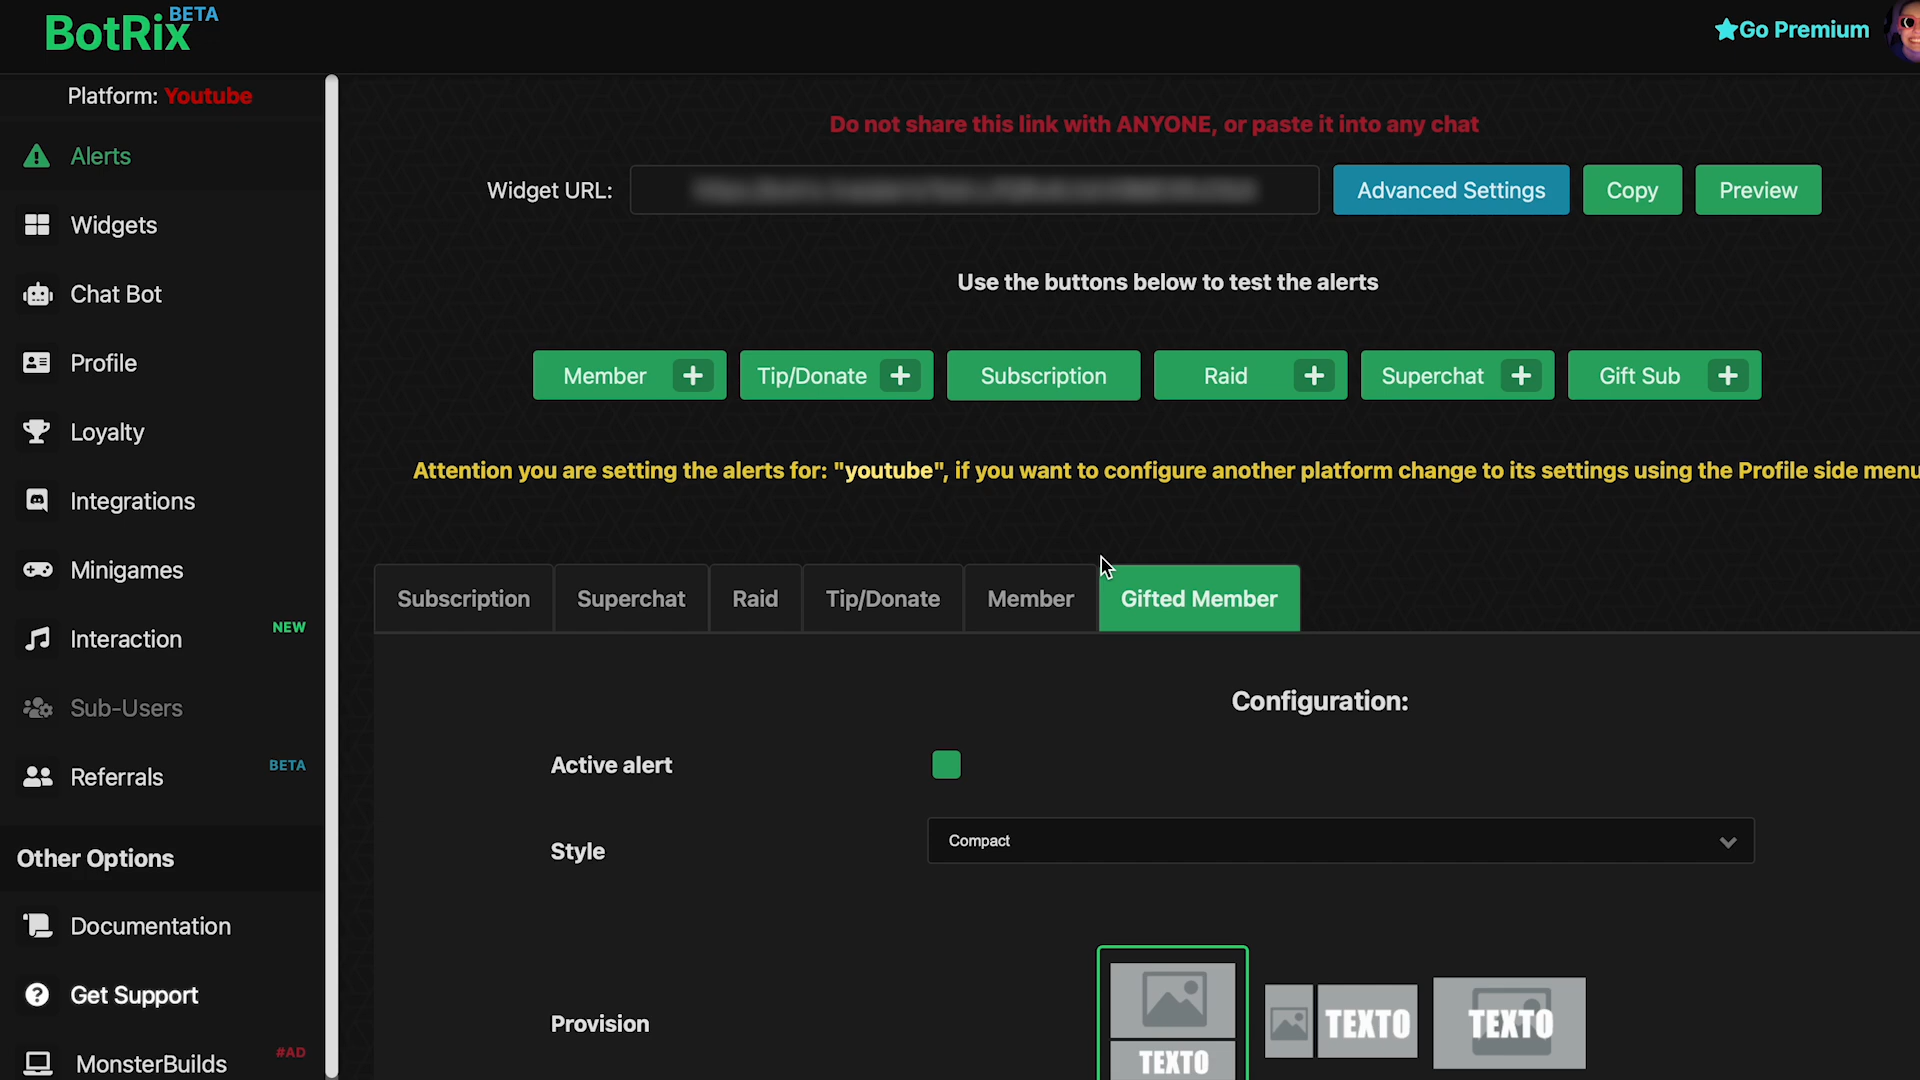 BotRix BETA
Go Premium
Platform: Youtube
Alerts
Widgets
Chat Bot
Profile
Loyalty
Integrations
Minigames
Interaction NEW
Sub-Users
Referrals BETA
Other Options
Documentation
Get Support
MonsterBuilds #AD
Do not share this link with ANYONE, or paste it into any chat
Widget URL: Advanced Settings Copy Preview
Use the buttons below to test the alerts
Member + Tip/Donate + Subscription Raid + Superchat + Gift Sub +
Attention you are setting the alerts for: "youtube", if you want to configure another platform change to its settings using the Profile side menu
Subscription Superchat Raid Tip/Donate Member Gifted Member
Configuration:
Active alert
Style Compact
Provision
TEXTO TEXTO TEXTO